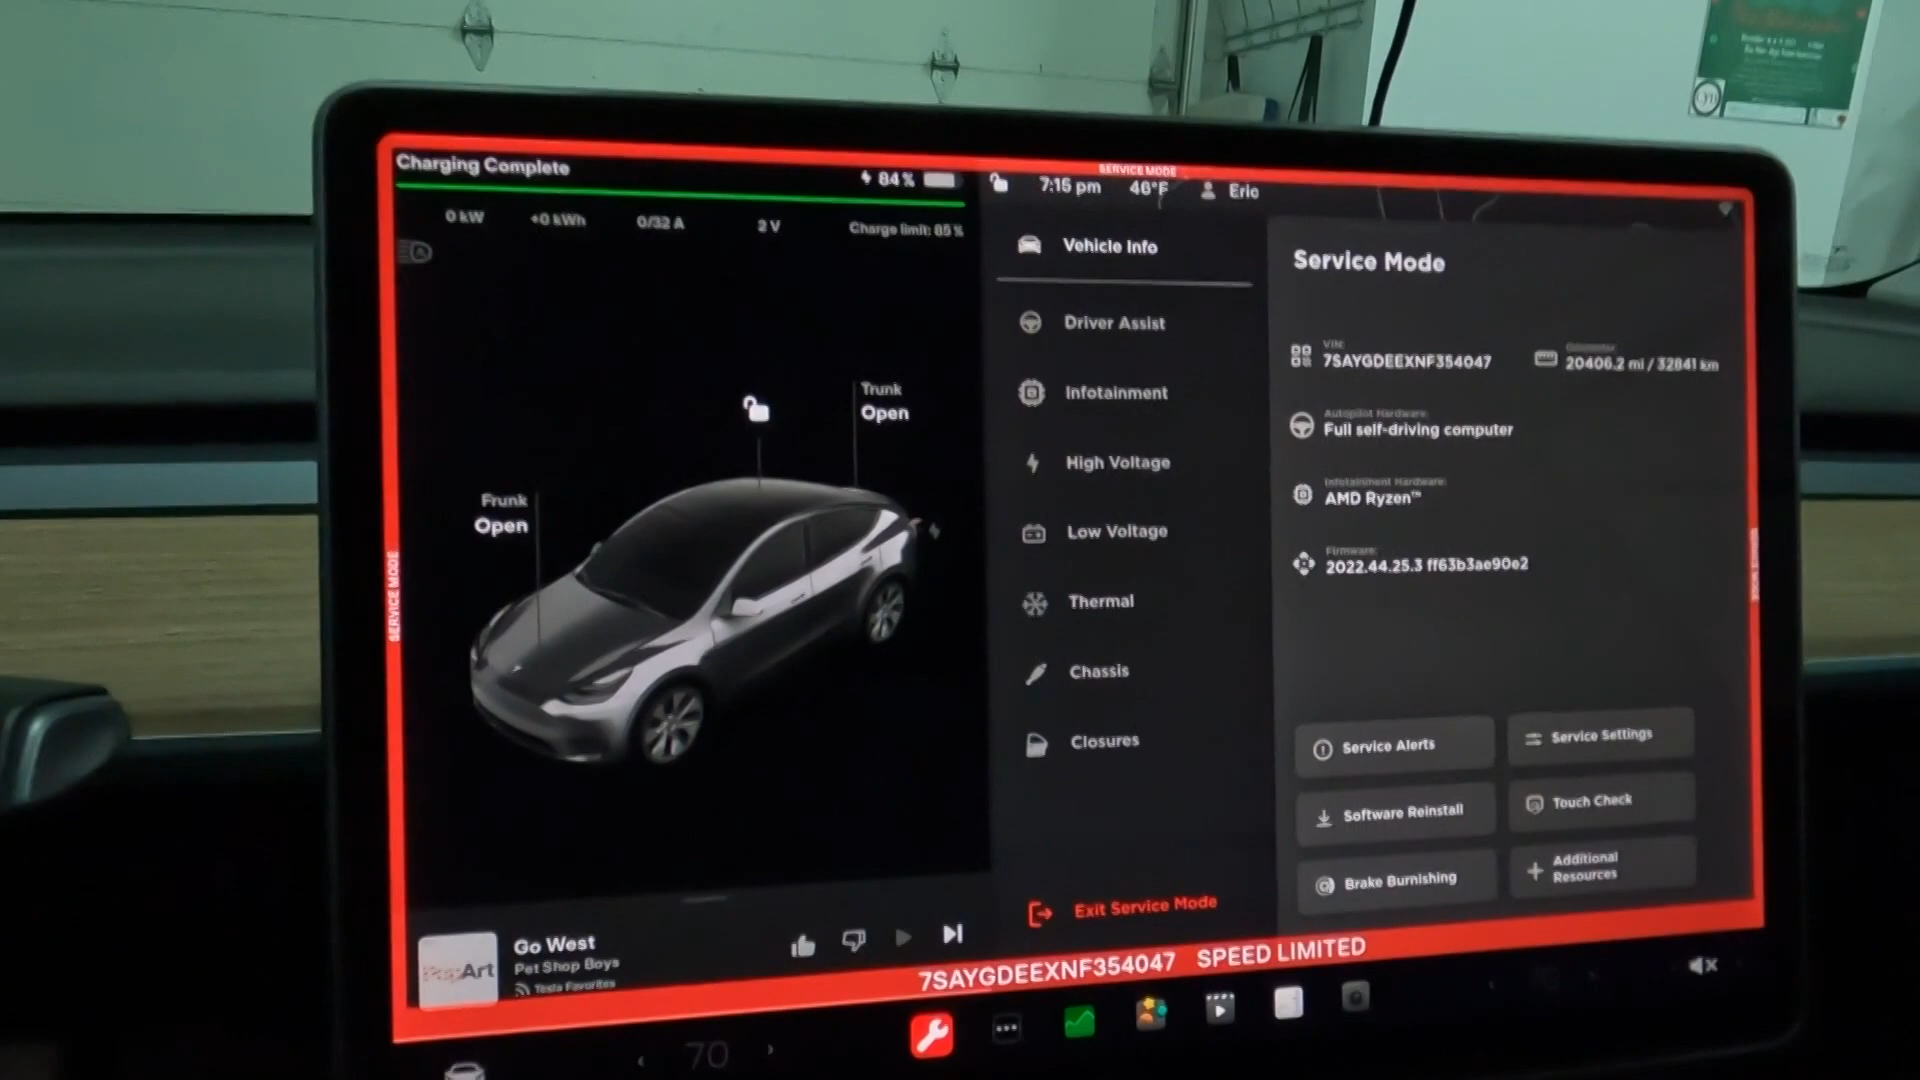 SERVICE MODE
Charging Complete
84%
7:15 pm
46°F
Eric
0 kW
+0 kWh
0/32 A
2 V
Charge limit: 85 %
Trunk
Open
Frunk
Open
SERVICE MODE
Vehicle Info
Driver Assist
Infotainment
High Voltage
Low Voltage
Thermal
Chassis
Closures
Exit Service Mode
Service Mode
VIN:
7SAYGDEEXNF354047
Odometer:
20406.2 mi / 32841 km
Autopilot Hardware:
Full self-driving computer
Infotainment Hardware:
AMD Ryzen™
Firmware:
2022.44.25.3 ff63b3ae90e2
Service Alerts
Service Settings
Software Reinstall
Touch Check
Brake Burnishing
Additional
Resources
SERVICE MODE
PopArt
Go West
Pet Shop Boys
Tesla Favorites
7SAYGDEEXNF354047 SPEED LIMITED
70